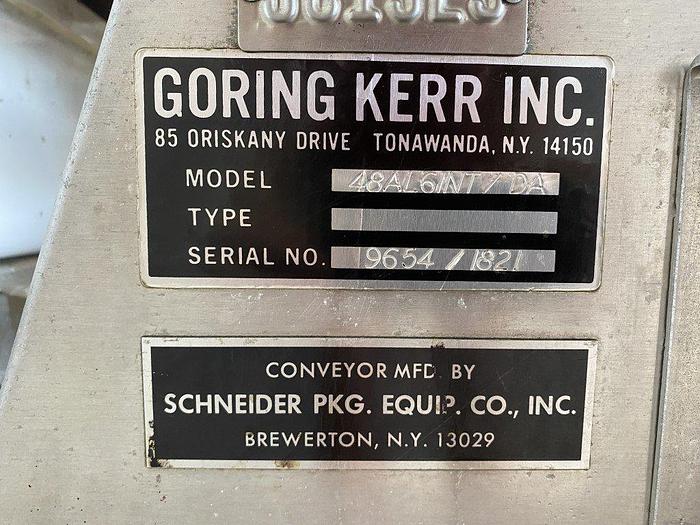 GORING KERR INC.
85 ORISKANY DRIVE TONAWANDA, N.Y. 14150
MODEL 48AL6INT/DA
TYPE
SERIAL NO. 9654/1821
CONVEYOR MFD. BY
SCHNEIDER PKG. EQUIP. CO., INC.
BREWERTON, N.Y. 13029